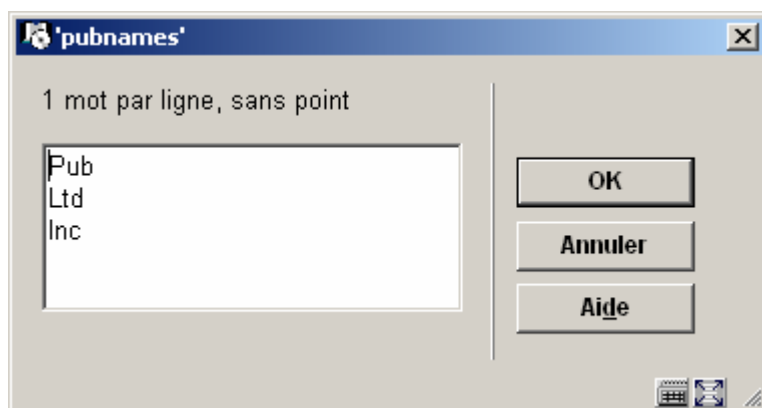 'pubnames'
1 mot par ligne, sans point
Pub
Ltd
Inc
OK
Annuler
Aide